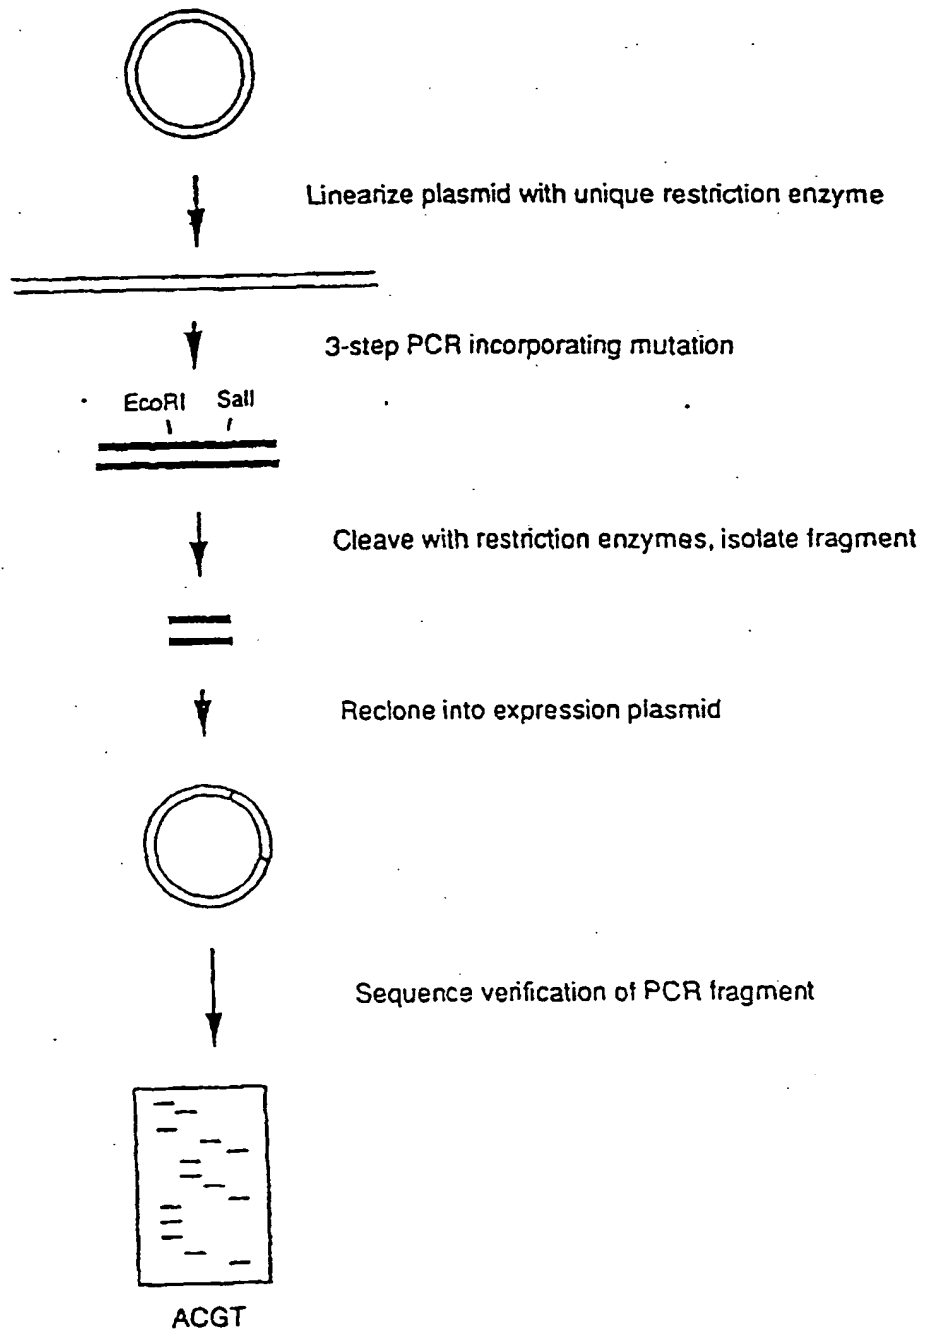 Linearize plasmid with unique restriction enzyme
3-step PCR incorporating mutation
EcoRI SalI
Cleave with restriction enzymes, isolate fragment
Reclone into expression plasmid
Sequence verification of PCR fragment
ACGT